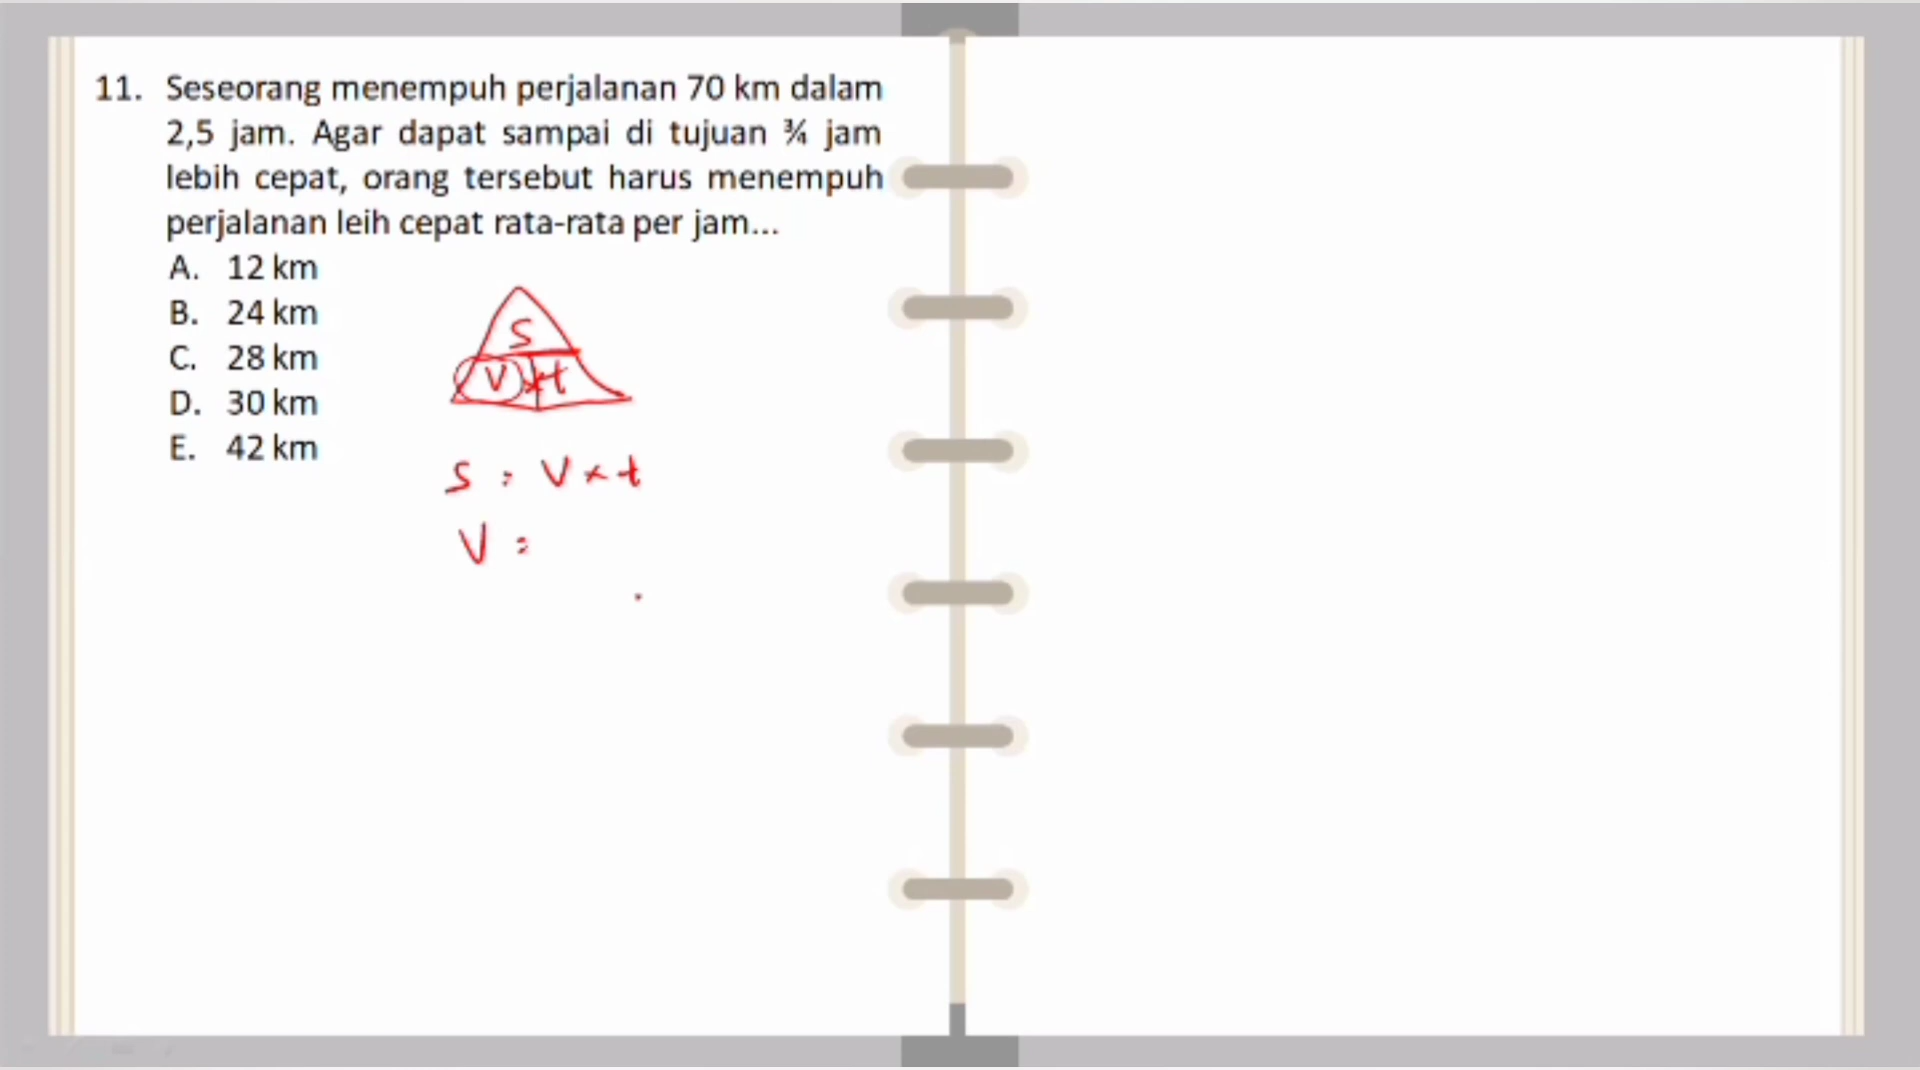 11. Seseorang menempuh perjalanan 70 km dalam
2,5 jam. Agar dapat sampai di tujuan ¾ jam
lebih cepat, orang tersebut harus menempuh
perjalanan leih cepat rata-rata per jam...
A. 12 km
B. 24 km
C. 28 km
D. 30 km
E. 42 km
S
V x t
S = V x t
V =